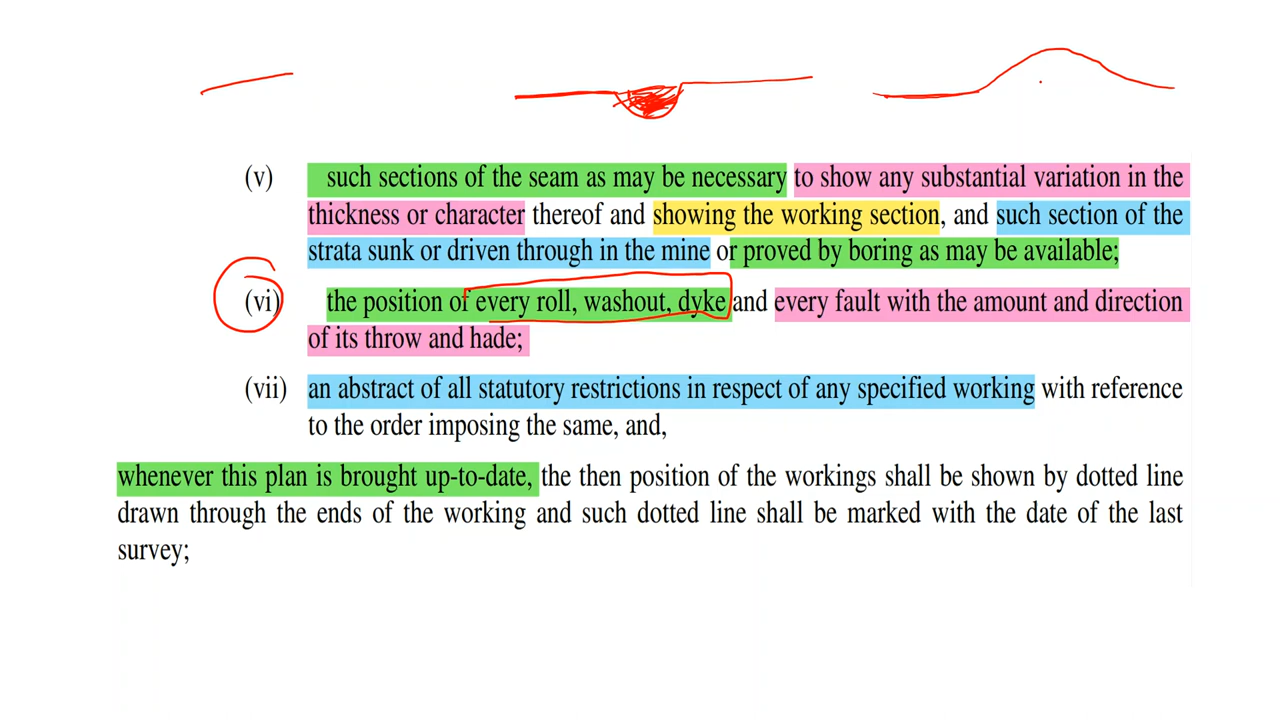 (v) such sections of the seam as may be necessary to show any substantial variation in the
thickness or character thereof and showing the working section, and such section of the
strata sunk or driven through in the mine or proved by boring as may be available;
(vi) the position of every roll, washout, dyke and every fault with the amount and direction
of its throw and hade;
(vii) an abstract of all statutory restrictions in respect of any specified working with reference
to the order imposing the same, and,
whenever this plan is brought up-to-date, the then position of the workings shall be shown by dotted line
drawn through the ends of the working and such dotted line shall be marked with the date of the last
survey;